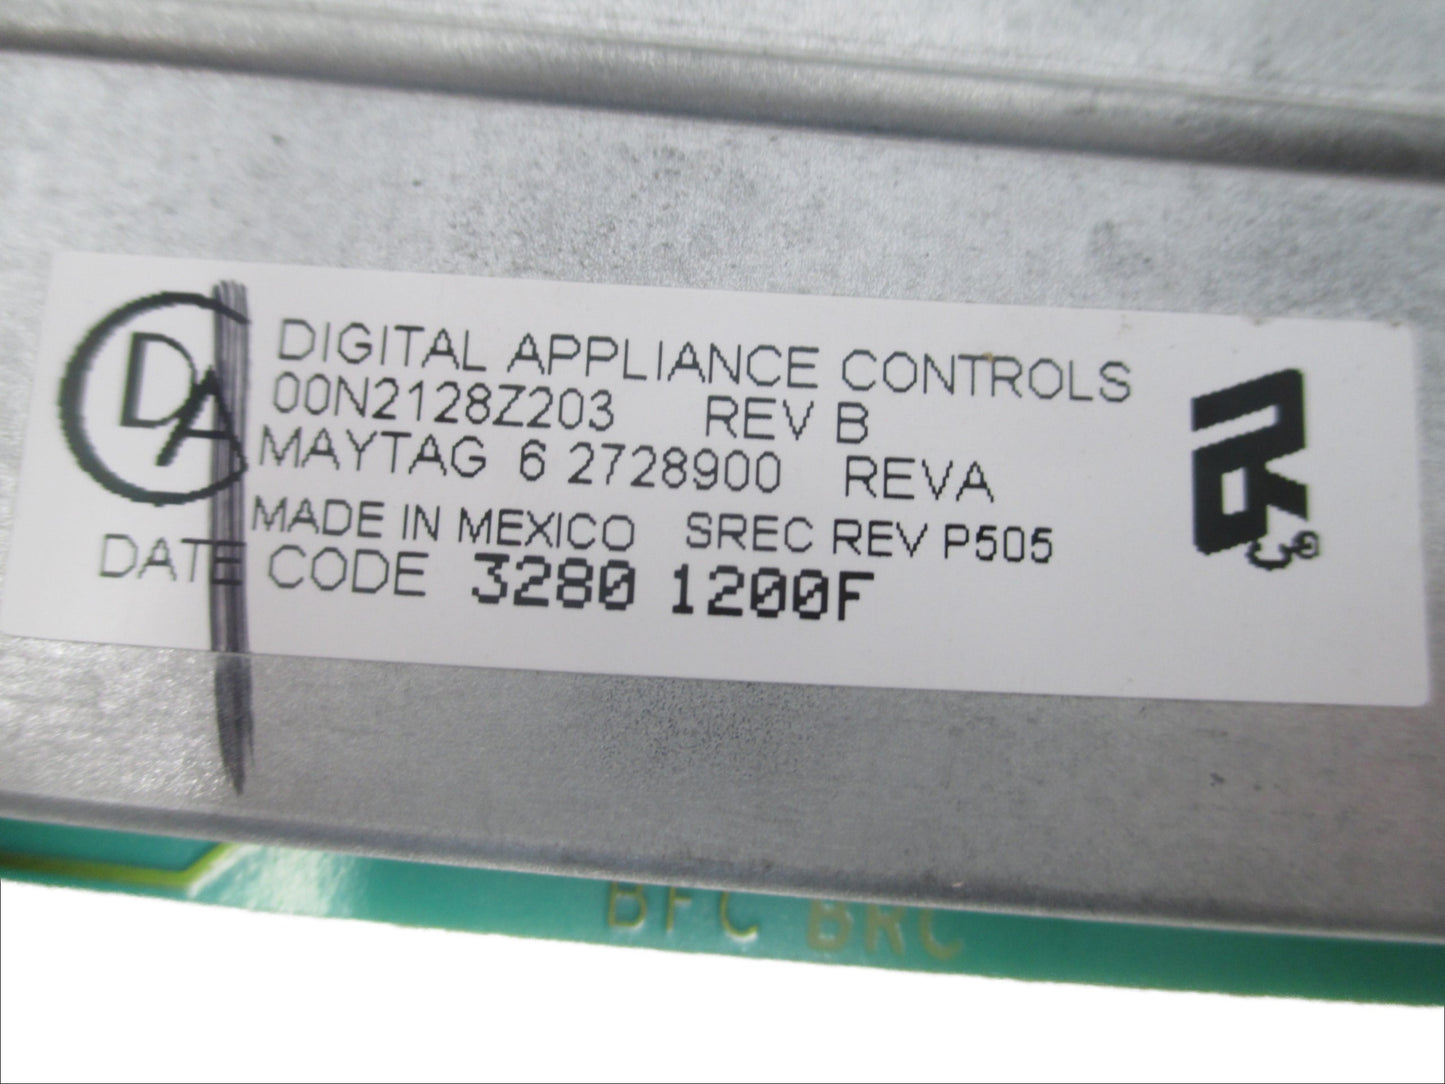 DA
DIGITAL APPLIANCE CONTROLS
00N2128Z203 REV B
MAYTAG 6 2728900 REVA
MADE IN MEXICO SREC REV P505
DATE CODE 3280 1200F
BFC BRC